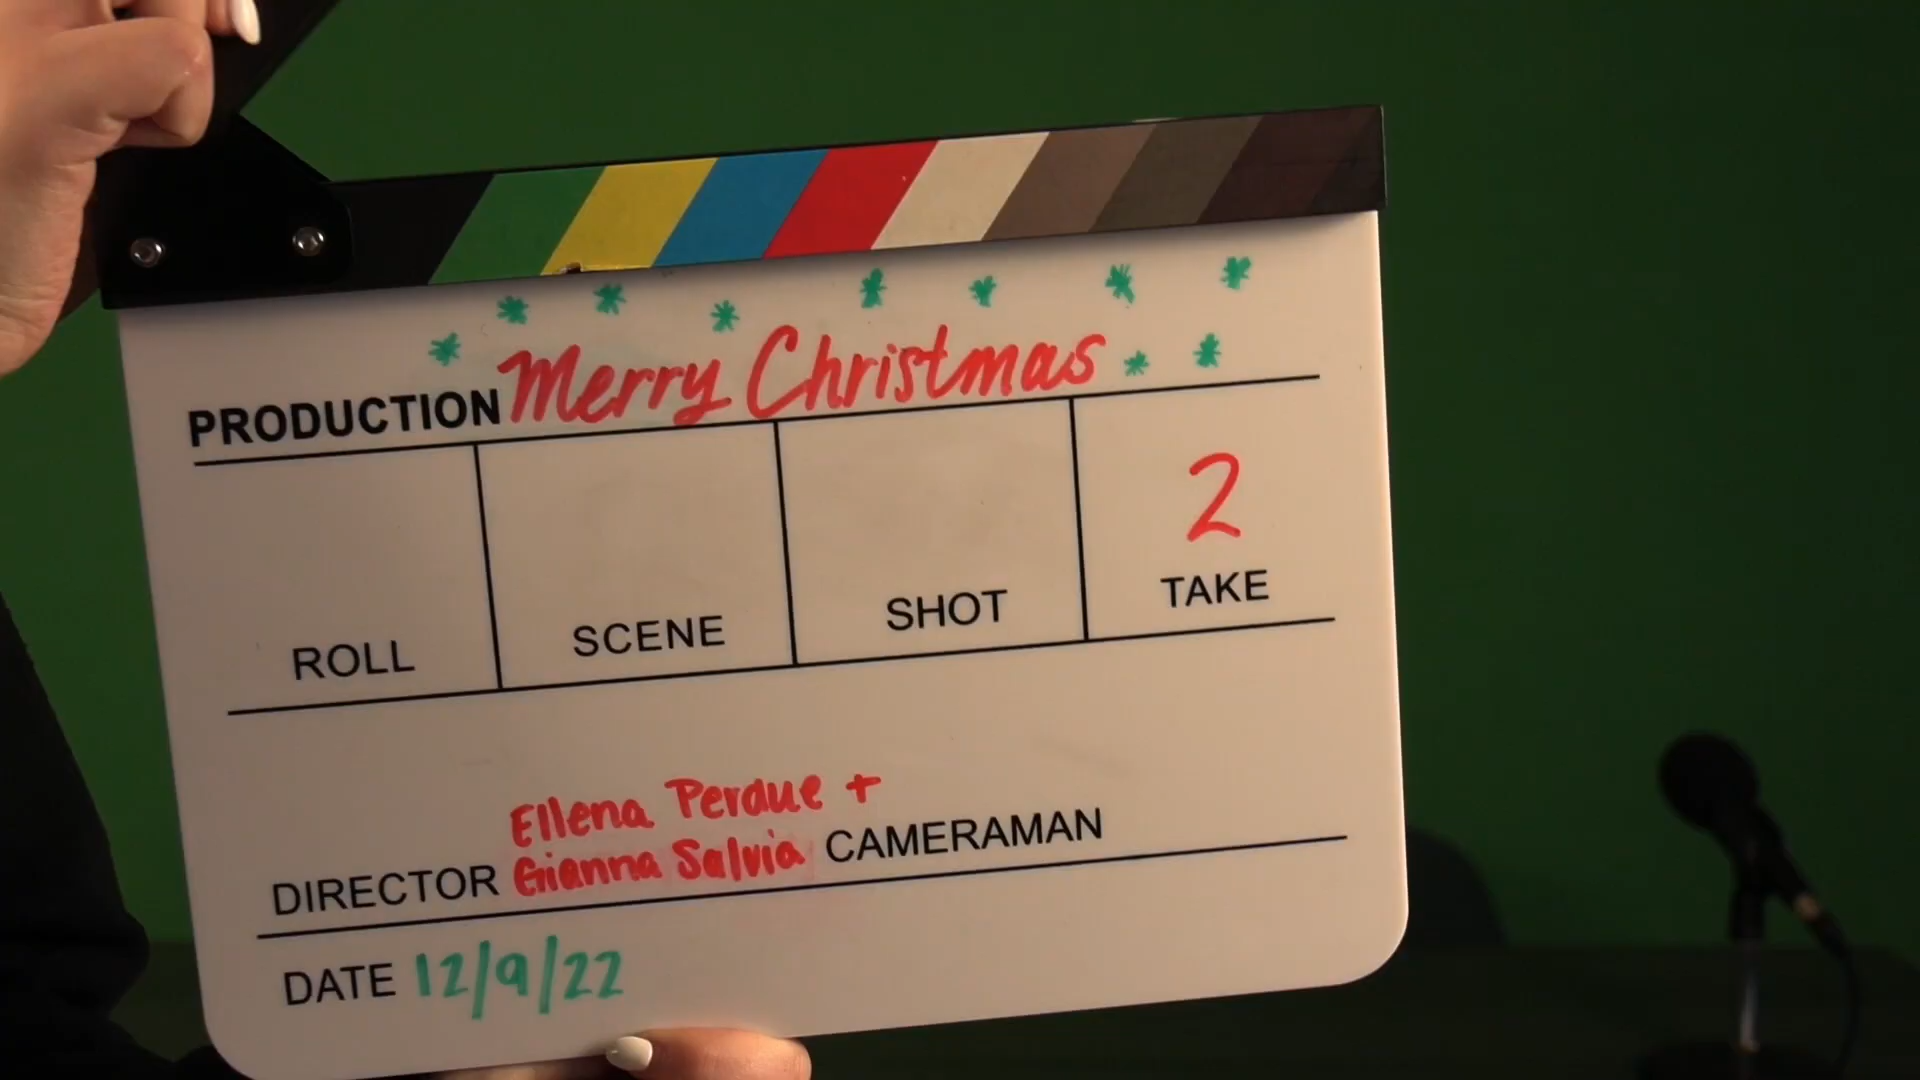 PRODUCTION Merry Christmas
2
ROLL SCENE SHOT TAKE
Ellena Perdue +
DIRECTOR Gianna Salvia CAMERAMAN
DATE 12/9/22